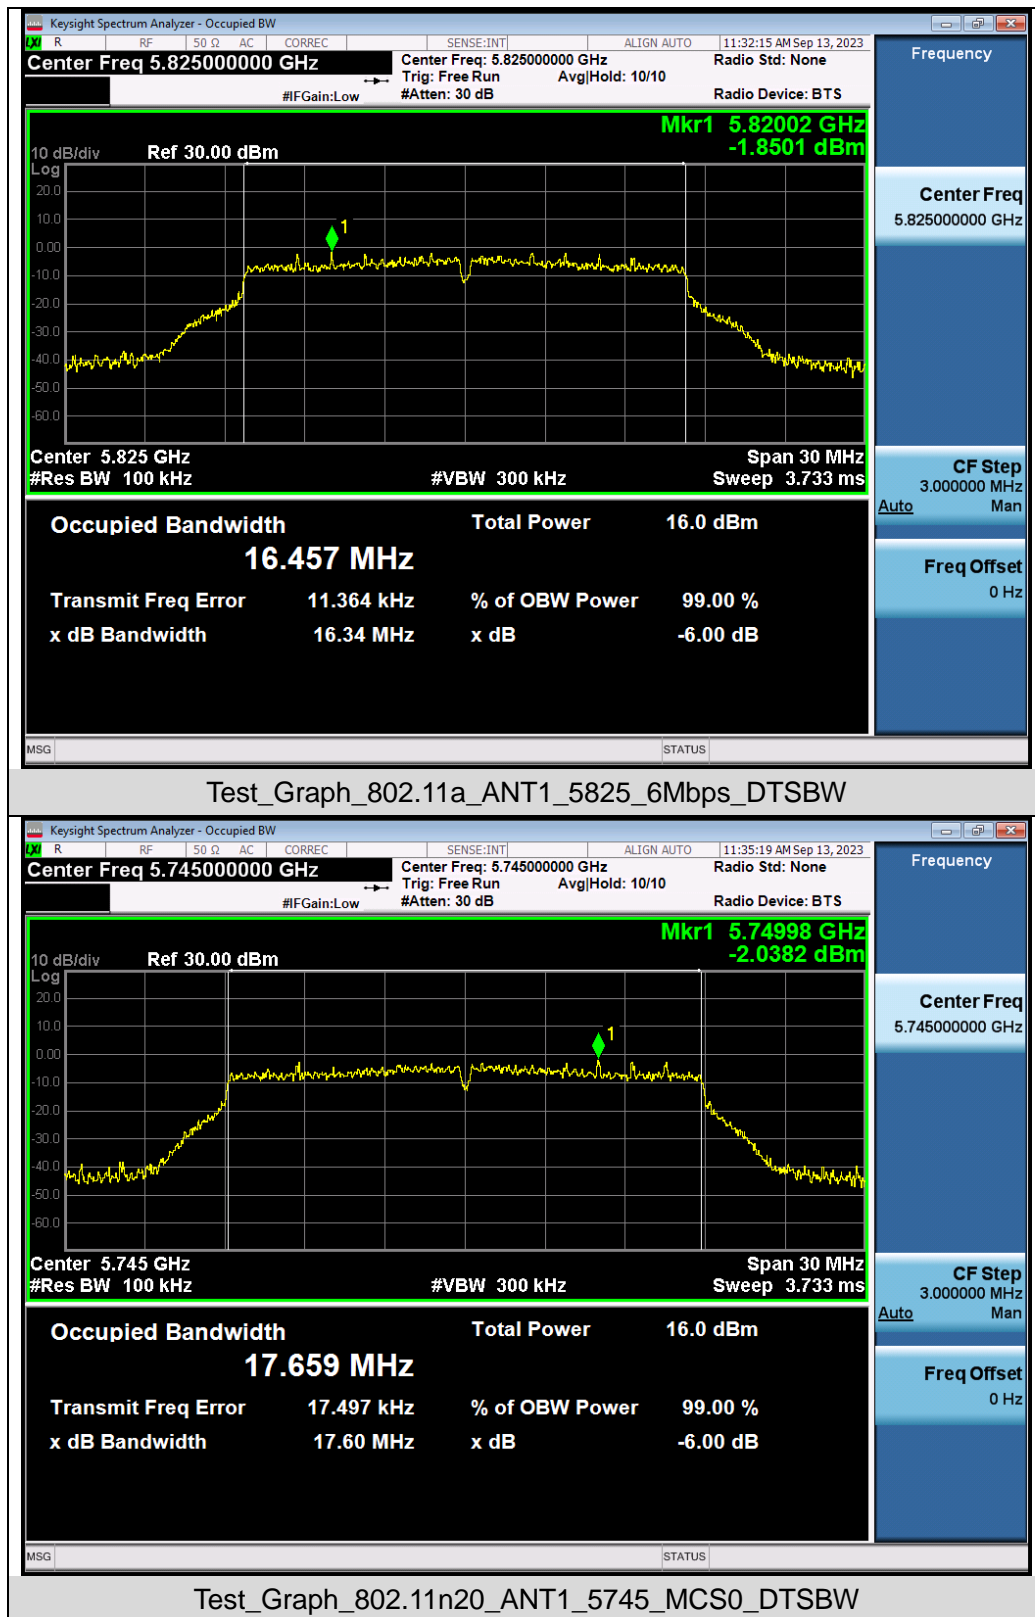 Keysight Spectrum Analyzer - Occupied BW
LXI R RF 50 Ω AC CORREC SENSE:INT ALIGN AUTO 11:32:15 AM Sep 13, 2023
Center Freq 5.825000000 GHz
Center Freq: 5.825000000 GHz Radio Std: None
Trig: Free Run Avg|Hold: 10/10
#IFGain:Low #Atten: 30 dB Radio Device: BTS
Frequency
Mkr1 5.82002 GHz
-1.8501 dBm
10 dB/div Ref 30.00 dBm
Log
20.0
10.0
0.00
-10.0
-20.0
-30.0
-40.0
-50.0
-60.0
1
Center 5.825 GHz Span 30 MHz
#Res BW 100 kHz #VBW 300 kHz Sweep 3.733 ms
Center Freq
5.825000000 GHz
CF Step
3.000000 MHz
Auto Man
Freq Offset
0 Hz
Occupied Bandwidth Total Power 16.0 dBm
16.457 MHz
Transmit Freq Error 11.364 kHz % of OBW Power 99.00 %
x dB Bandwidth 16.34 MHz x dB -6.00 dB
MSG STATUS
Test_Graph_802.11a_ANT1_5825_6Mbps_DTSBW
Keysight Spectrum Analyzer - Occupied BW
LXI R RF 50 Ω AC CORREC SENSE:INT ALIGN AUTO 11:35:19 AM Sep 13, 2023
Center Freq 5.745000000 GHz
Center Freq: 5.745000000 GHz Radio Std: None
Trig: Free Run Avg|Hold: 10/10
#IFGain:Low #Atten: 30 dB Radio Device: BTS
Frequency
Mkr1 5.74998 GHz
-2.0382 dBm
10 dB/div Ref 30.00 dBm
Log
20.0
10.0
0.00
-10.0
-20.0
-30.0
-40.0
-50.0
-60.0
1
Center 5.745 GHz Span 30 MHz
#Res BW 100 kHz #VBW 300 kHz Sweep 3.733 ms
Center Freq
5.745000000 GHz
CF Step
3.000000 MHz
Auto Man
Freq Offset
0 Hz
Occupied Bandwidth Total Power 16.0 dBm
17.659 MHz
Transmit Freq Error 17.497 kHz % of OBW Power 99.00 %
x dB Bandwidth 17.60 MHz x dB -6.00 dB
MSG STATUS
Test_Graph_802.11n20_ANT1_5745_MCS0_DTSBW